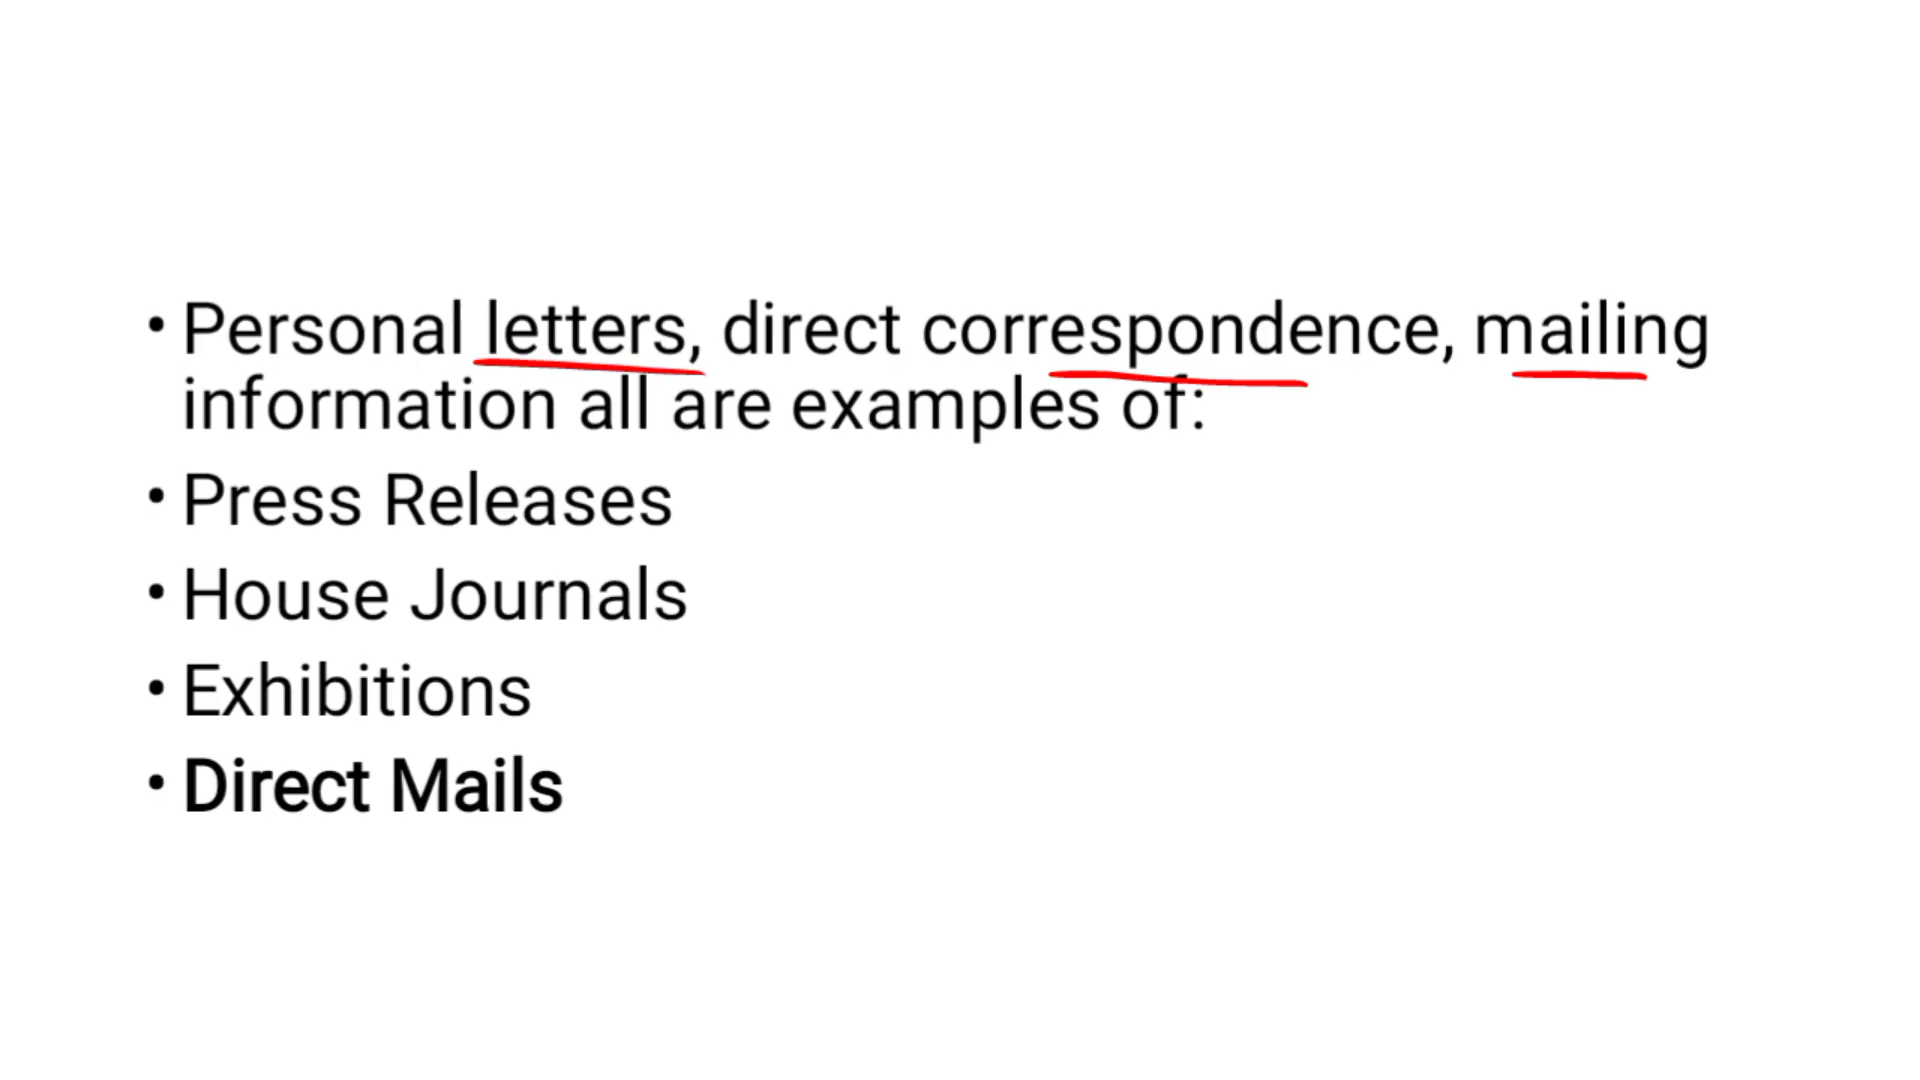 • Personal letters, direct correspondence, mailing
information all are examples of:
• Press Releases
• House Journals
• Exhibitions
• Direct Mails